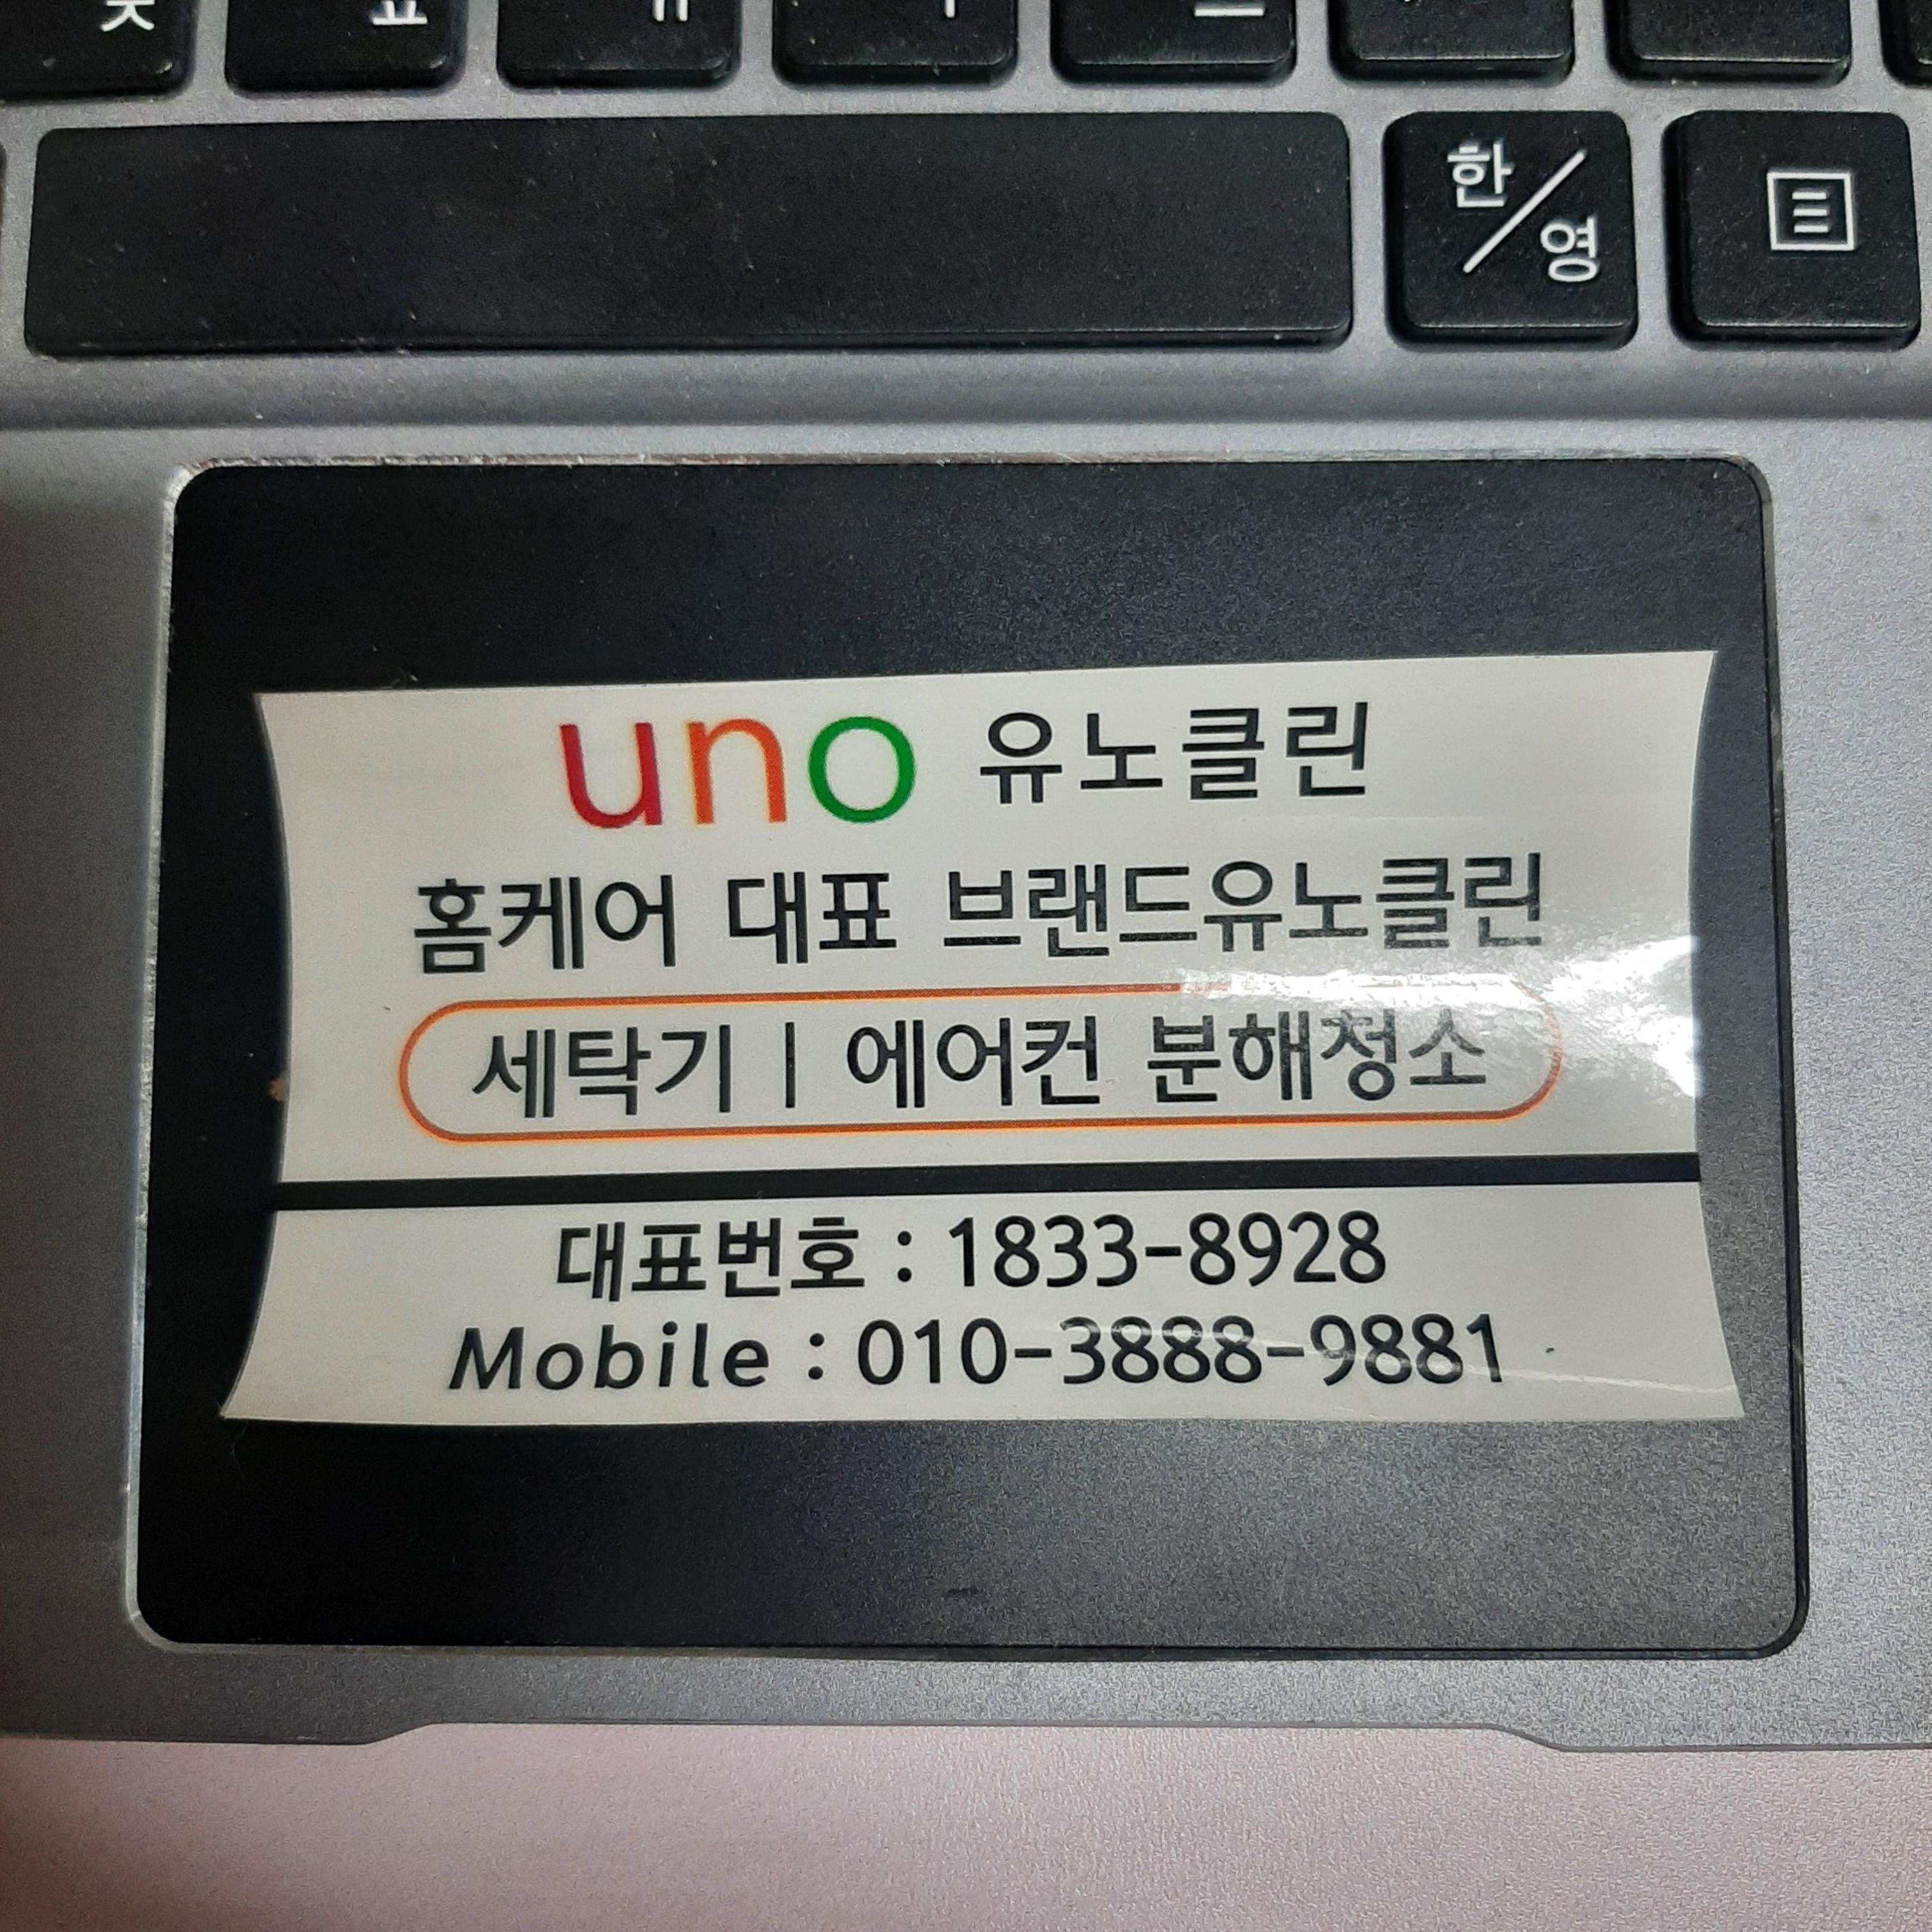 한/영
uno 유노클린
홈케어 대표 브랜드유노클린
세탁기 | 에어컨 분해청소
대표번호 : 1833-8928
Mobile : 010-3888-9881